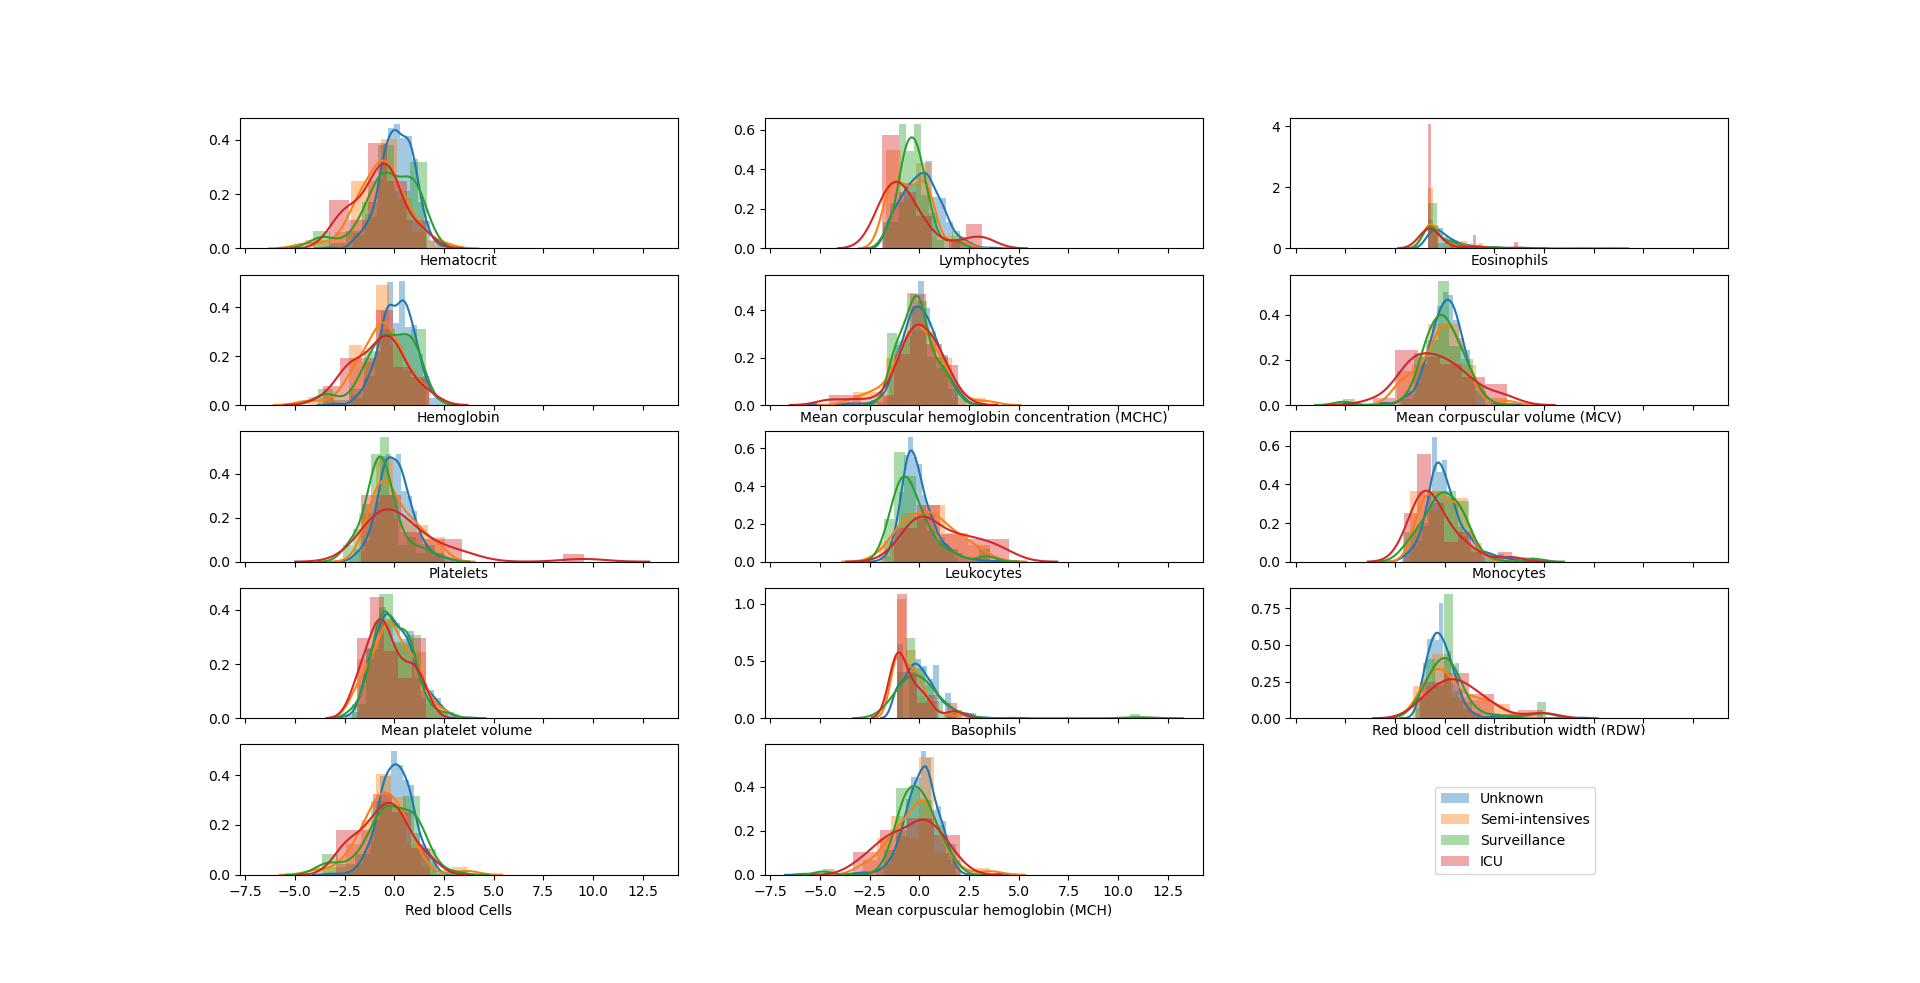 0.4
0.2
0.0
Hematocrit
0.6
0.4
0.2
0.0
Lymphocytes
4
2
0
Eosinophils
0.4
0.2
0.0
Hemoglobin
0.4
0.2
0.0
Mean corpuscular hemoglobin concentration (MCHC)
0.4
0.2
0.0
Mean corpuscular volume (MCV)
0.4
0.2
0.0
Platelets
0.6
0.4
0.2
0.0
Leukocytes
0.6
0.4
0.2
0.0
Monocytes
0.4
0.2
0.0
Mean platelet volume
1.0
0.5
0.0
Basophils
0.75
0.50
0.25
0.00
Red blood cell distribution width (RDW)
0.4
0.2
0.0
−7.5 −5.0 −2.5 0.0 2.5 5.0 7.5 10.0 12.5
Red blood Cells
0.4
0.2
0.0
−7.5 −5.0 −2.5 0.0 2.5 5.0 7.5 10.0 12.5
Mean corpuscular hemoglobin (MCH)
Unknown
Semi-intensives
Surveillance
ICU